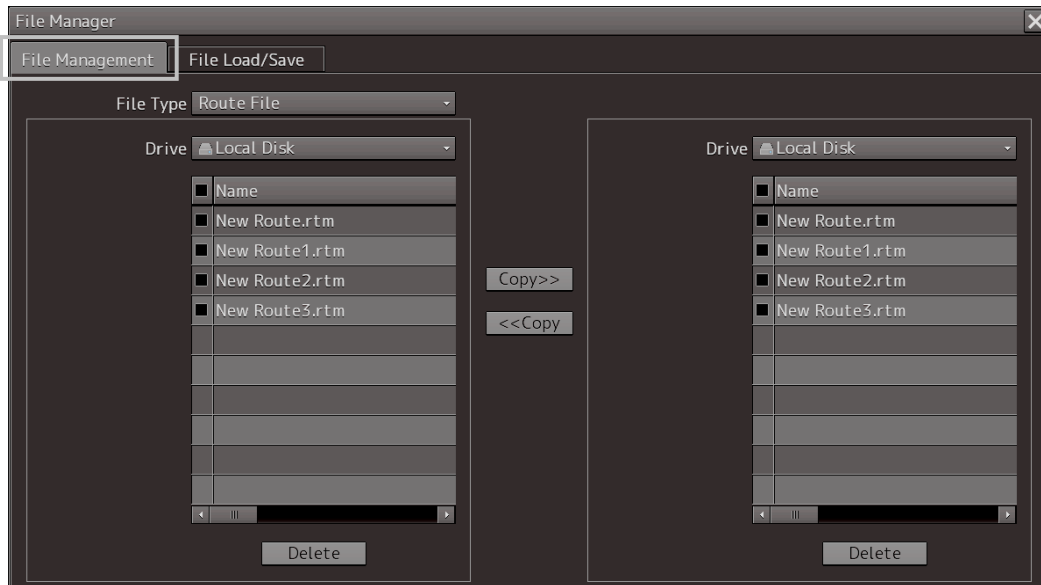 File Manager
File Management File Load/Save
File Type Route File
Drive Local Disk
Name
New Route.rtm
New Route1.rtm
New Route2.rtm
New Route3.rtm
Delete
Copy>>
<<Copy
Drive Local Disk
Name
New Route.rtm
New Route1.rtm
New Route2.rtm
New Route3.rtm
Delete